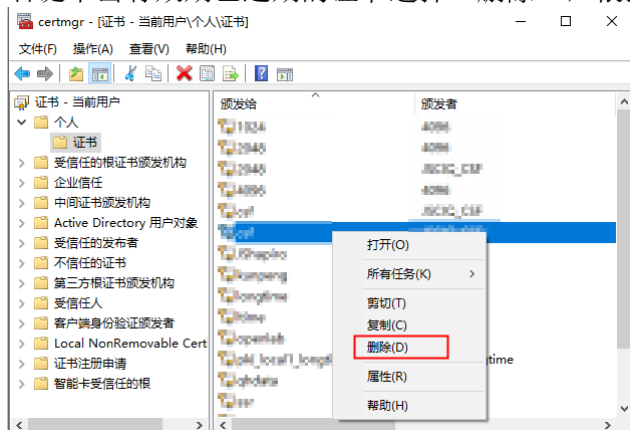 certmgr - [证书 - 当前用户\个人\证书]
文件(F) 操作(A) 查看(V) 帮助(H)
证书 - 当前用户
个人
证书
受信任的根证书颁发机构
企业信任
中间证书颁发机构
Active Directory 用户对象
受信任的发布者
不信任的证书
第三方根证书颁发机构
受信任人
客户端身份验证颁发者
Local NonRemovable Cert
证书注册申请
智能卡受信任的根
颁发给 颁发者
1024 4096
2048 4096
2048
4096 4096
打开(O)
所有任务(K)
剪切(T)
复制(C)
删除(D)
属性(R)
帮助(H)
kunpeng
longtime
openlab